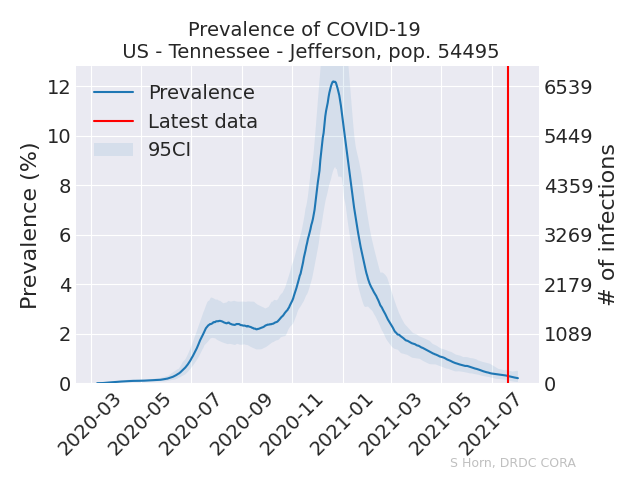 Prevalence of COVID-19
US - Tennessee - Jefferson, pop. 54495
Prevalence
Latest data
95CI
Prevalence (%)
12
10
8
6
4
2
0
6539
5449
4359
3269
2179
1089
0
# of infections
2020-03
2020-05
2020-07
2020-09
2020-11
2021-01
2021-03
2021-05
2021-07
S Horn, DRDC CORA